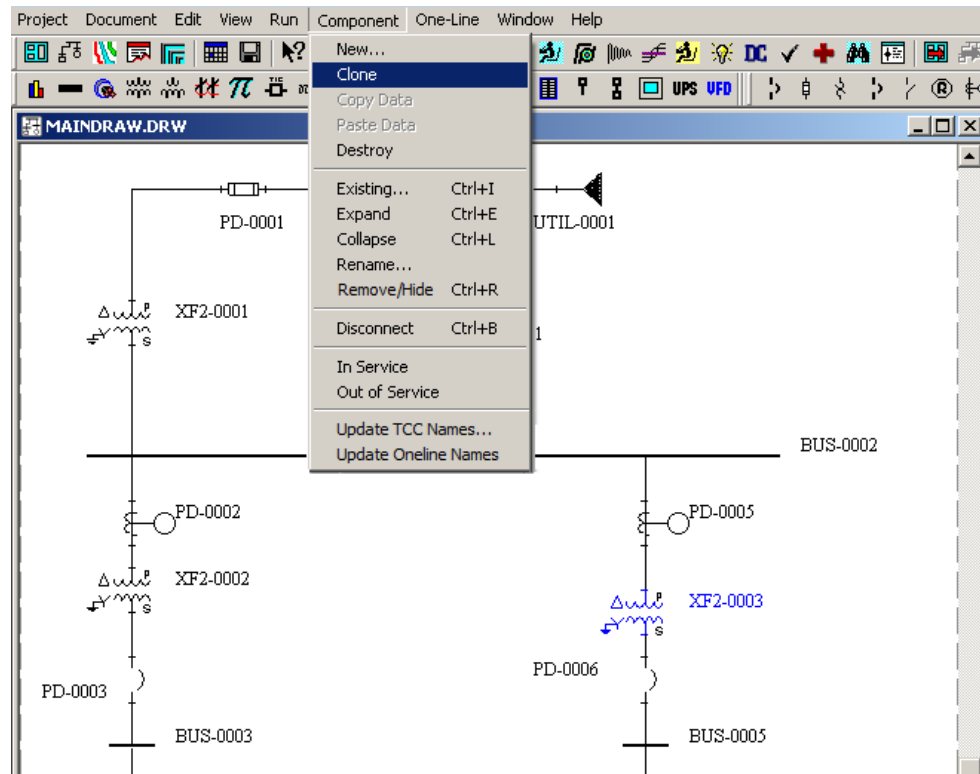 Project Document Edit View Run Component One-Line Window Help
DC
TIE
UPS VFD
R
MAINDRAW.DRW
New...
Clone
Copy Data
Paste Data
Destroy
Existing... Ctrl+I
Expand Ctrl+E
Collapse Ctrl+L
Rename...
Remove/Hide Ctrl+R
Disconnect Ctrl+B
In Service
Out of Service
Update TCC Names...
Update Oneline Names
PD-0001
UTIL-0001
P
XF2-0001
S
1
BUS-0002
PD-0002
PD-0005
P
XF2-0002
S
P
XF2-0003
S
PD-0003
PD-0006
BUS-0003
BUS-0005